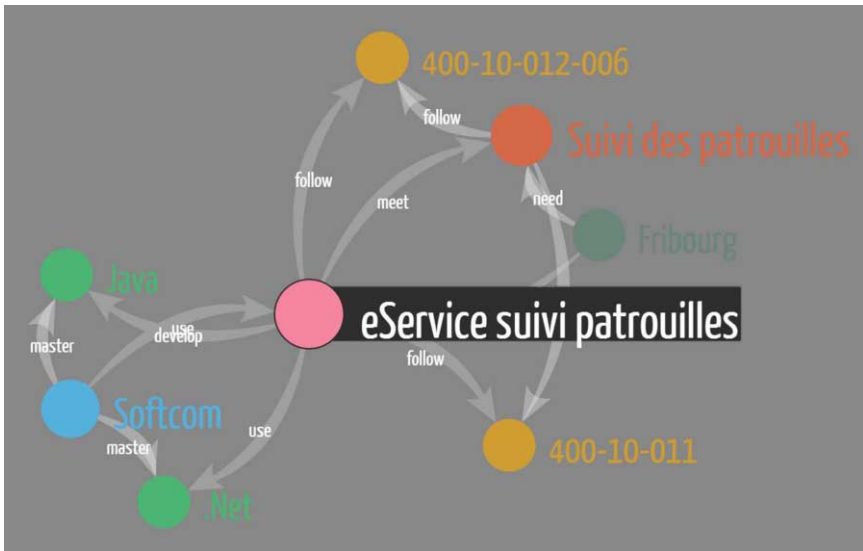 400-10-012-006
follow
Suivi des patrouilles
follow
meet
need
Fribourg
Java
eService suivi patrouilles
use
develop
master
follow
Softcom
master
use
400-10-011
.Net